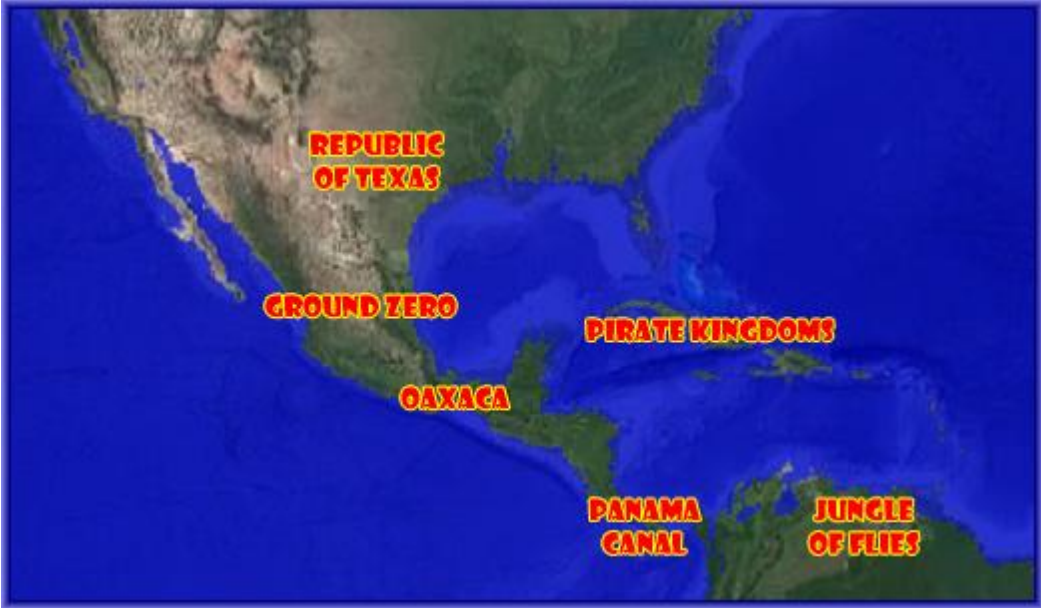 REPUBLIC
OF TEXAS
GROUND ZERO
PIRATE KINGDOMS
OAXACA
PANAMA
CANAL
JUNGLE
OF FLIES